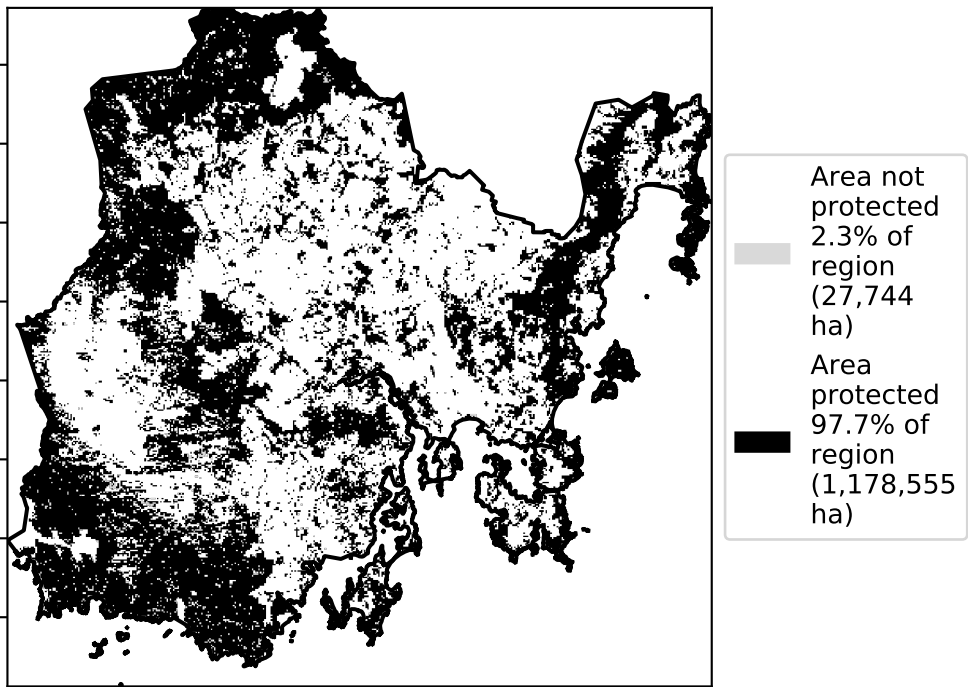 Area not
protected
2.3% of
region
(27,744
ha)
Area
protected
97.7% of
region
(1,178,555
ha)